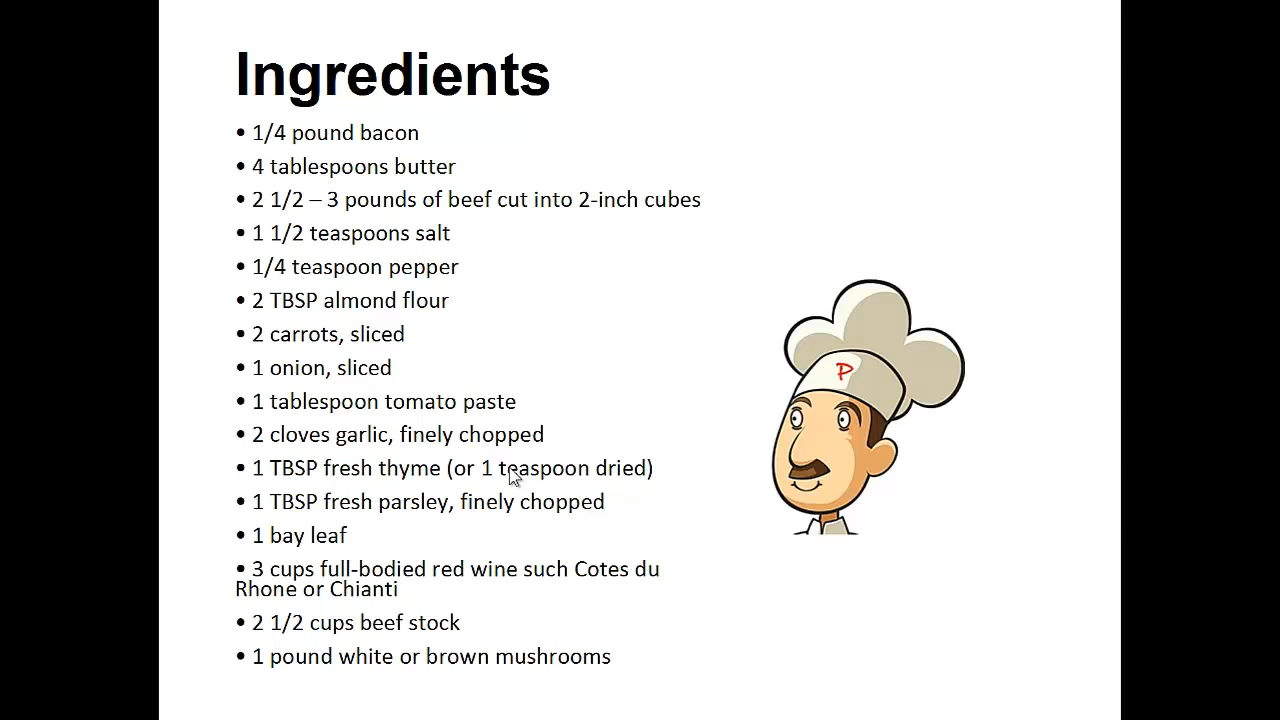 Ingredients
• 1/4 pound bacon
• 4 tablespoons butter
• 2 1/2 – 3 pounds of beef cut into 2-inch cubes
• 1 1/2 teaspoons salt
• 1/4 teaspoon pepper
• 2 TBSP almond flour
• 2 carrots, sliced
• 1 onion, sliced
• 1 tablespoon tomato paste
• 2 cloves garlic, finely chopped
• 1 TBSP fresh thyme (or 1 teaspoon dried)
• 1 TBSP fresh parsley, finely chopped
• 1 bay leaf
• 3 cups full-bodied red wine such Cotes du
Rhone or Chianti
• 2 1/2 cups beef stock
• 1 pound white or brown mushrooms
P